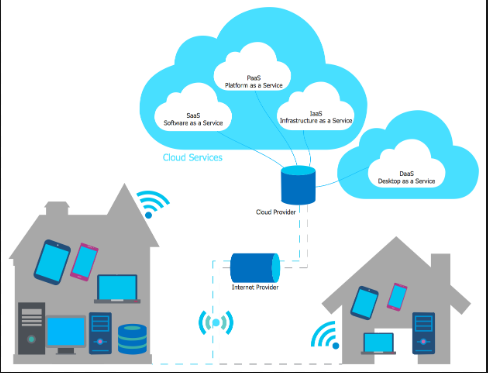 PaaS
Platform as a Service
SaaS
Software as a Service
IaaS
Infrastructure as a Service
Cloud Services
DaaS
Desktop as a Service
Cloud Provider
Internet Provider